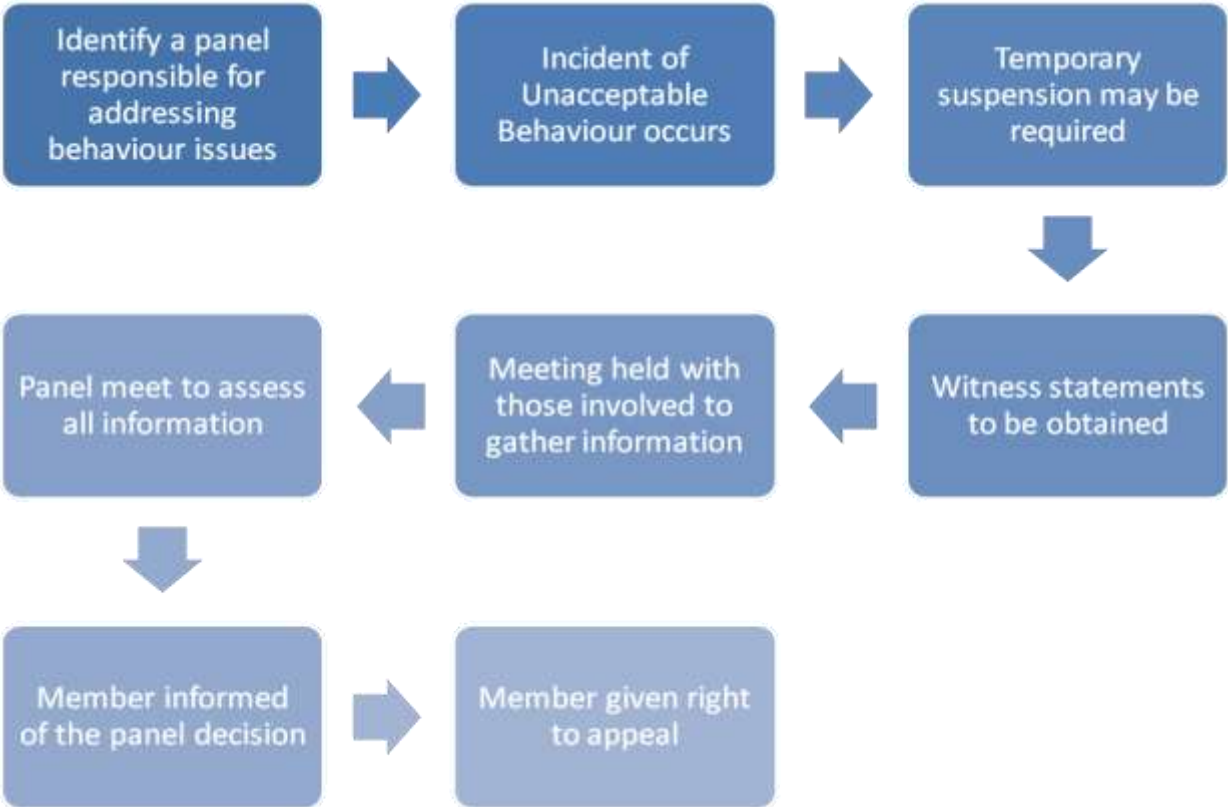 Identify a panel
responsible for
addressing
behaviour issues
Incident of
Unacceptable
Behaviour occurs
Temporary
suspension may be
required
Witness statements
to be obtained
Meeting held with
those involved to
gather information
Panel meet to assess
all information
Member informed
of the panel decision
Member given right
to appeal